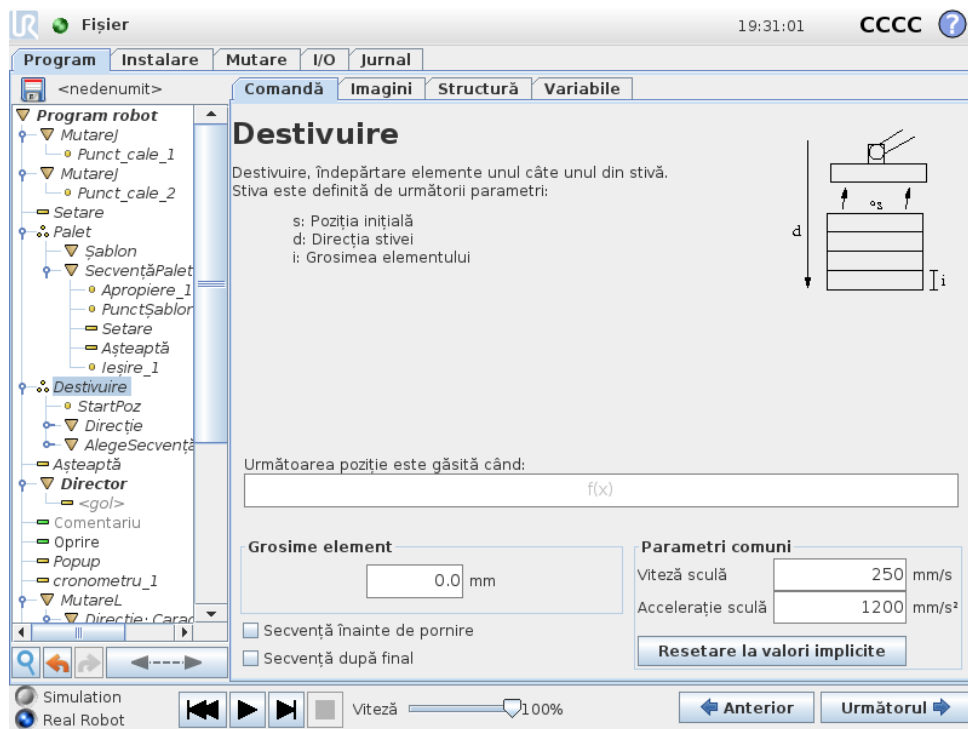 UR Fișier 19:31:01 CCCC ?
Program Instalare Mutare I/O Jurnal
<nedenumit>
Comandă Imagini Structură Variabile
Program robot
MutareJ
Punct_cale_1
MutareJ
Punct_cale_2
Setare
Palet
Șablon
SecvențăPalet
Apropiere_1
PunctȘablon
Setare
Așteaptă
Ieșire_1
Destivuire
StartPoz
Direcție
AlegeSecvență
Așteaptă
Director
<gol>
Comentariu
Oprire
Popup
cronometru_1
MutareL
Direcție: Carac
Destivuire
Destivuire, îndepărtare elemente unul câte unul din stivă.
Stiva este definită de următorii parametri:
s: Poziția inițială
d: Direcția stivei
i: Grosimea elementului
s
d
i
Următoarea poziție este găsită când:
f(x)
Grosime element
0.0 mm
Secvență înainte de pornire
Secvență după final
Parametri comuni
Viteză sculă 250 mm/s
Accelerație sculă 1200 mm/s²
Resetare la valori implicite
Simulation
Real Robot
Viteză 100%
Anterior Următorul